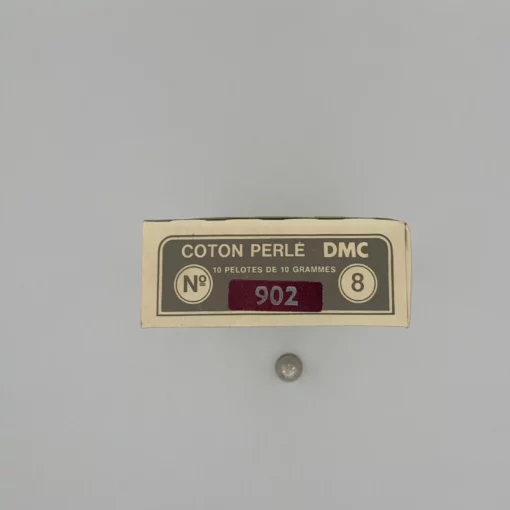 COTON PERLÉ DMC
10 PELOTES DE 10 GRAMMES
Nº 902 8